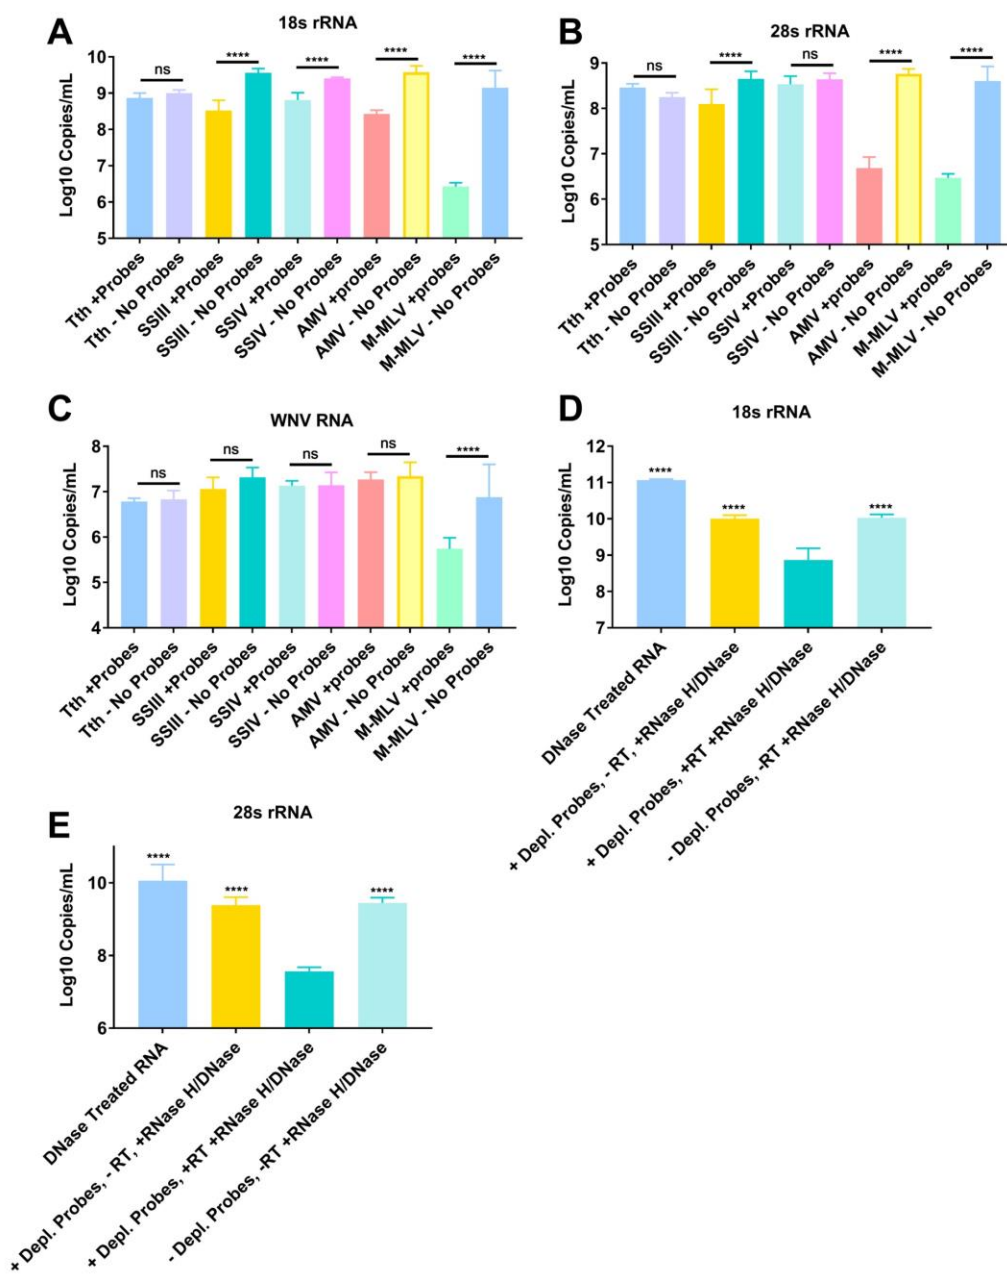 A
18s rRNA
Log10 Copies/mL
10
9
8
7
6
5
ns
****
****
****
****
Tth +Probes
Tth - No Probes
SSIII +Probes
SSIII - No Probes
SSIV +Probes
SSIV - No Probes
AMV +probes
AMV - No Probes
M-MLV +probes
M-MLV - No Probes
B
28s rRNA
Log10 Copies/mL
9
8
7
6
5
ns
****
ns
****
****
Tth +Probes
Tth - No Probes
SSIII +Probes
SSIII - No Probes
SSIV +Probes
SSIV - No Probes
AMV +probes
AMV - No Probes
M-MLV +probes
M-MLV - No Probes
C
WNV RNA
Log10 Copies/mL
8
7
6
5
4
ns
ns
ns
ns
****
Tth +Probes
Tth - No Probes
SSIII +Probes
SSIII - No Probes
SSIV +Probes
SSIV - No Probes
AMV +probes
AMV - No Probes
M-MLV +probes
M-MLV - No Probes
D
18s rRNA
Log10 Copies/mL
12
11
10
9
8
7
****
****
****
DNase Treated RNA
+ Depl. Probes, - RT, +RNase H/DNase
+ Depl. Probes, +RT +RNase H/DNase
- Depl. Probes, -RT +RNase H/DNase
E
28s rRNA
Log10 Copies/mL
10
8
6
****
****
****
DNase Treated RNA
+ Depl. Probes, - RT, +RNase H/DNase
+ Depl. Probes, +RT +RNase H/DNase
- Depl. Probes, -RT +RNase H/DNase